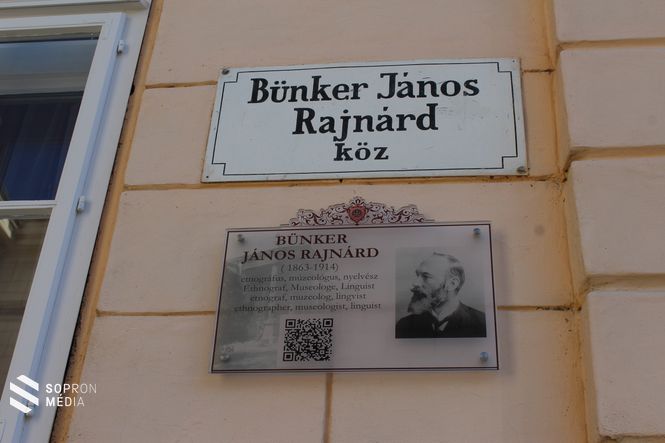 Bünker János
Rajnárd
köz
BÜNKER
JÁNOS RAJNÁRD
(1863-1914)
etnográfus, múzeológus, nyelvész
Ethnograf, Museologe, Linguist
etnograf, muzeolog, lingvist
ethnographer, museologist, linguist
SOPRON
MÉDIA